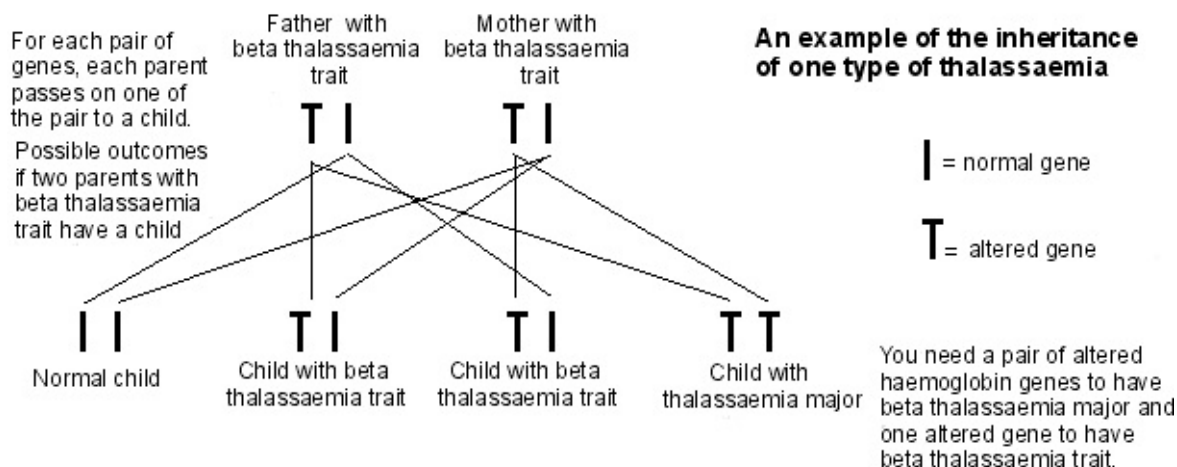 For each pair of
genes, each parent
passes on one of
the pair to a child.
Possible outcomes
if two parents with
beta thalassaemia
trait have a child
Father with
beta thalassaemia
trait
T I
Mother with
beta thalassaemia
trait
T I
An example of the inheritance
of one type of thalassaemia
I = normal gene
T = altered gene
I I
Normal child
T I
Child with beta
thalassaemia trait
T I
Child with beta
thalassaemia trait
T T
Child with
thalassaemia major
You need a pair of altered
haemoglobin genes to have
beta thalassaemia major and
one altered gene to have
beta thalassaemia trait.